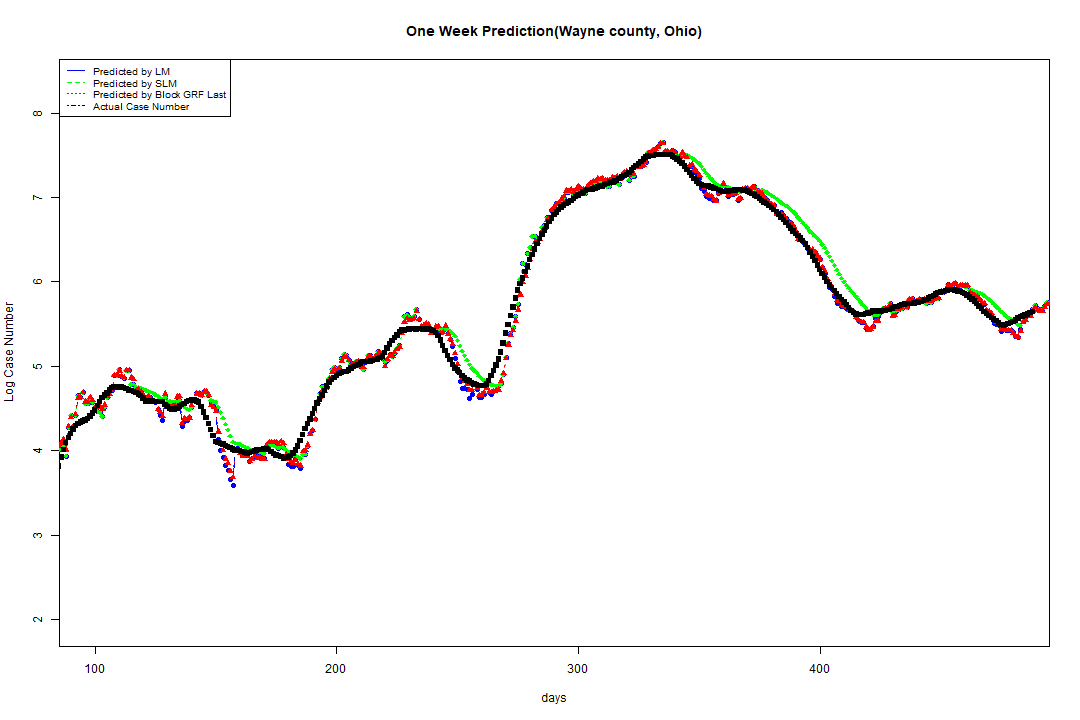 One Week Prediction(Wayne county, Ohio)
Predicted by LM
Predicted by SLM
Predicted by Block GRF Last
Actual Case Number
Log Case Number
8
7
6
5
4
3
2
100 200 300 400
days